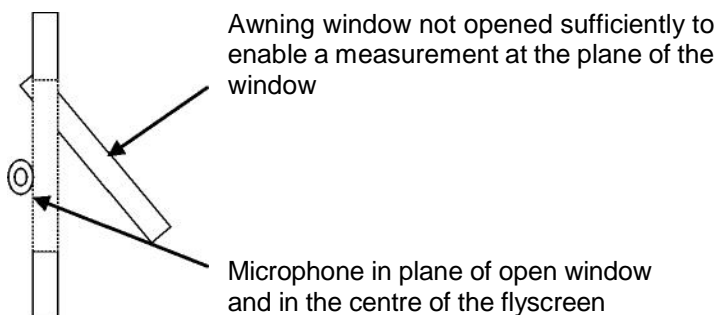 Awning window not opened sufficiently to
enable a measurement at the plane of the
window
Microphone in plane of open window
and in the centre of the flyscreen